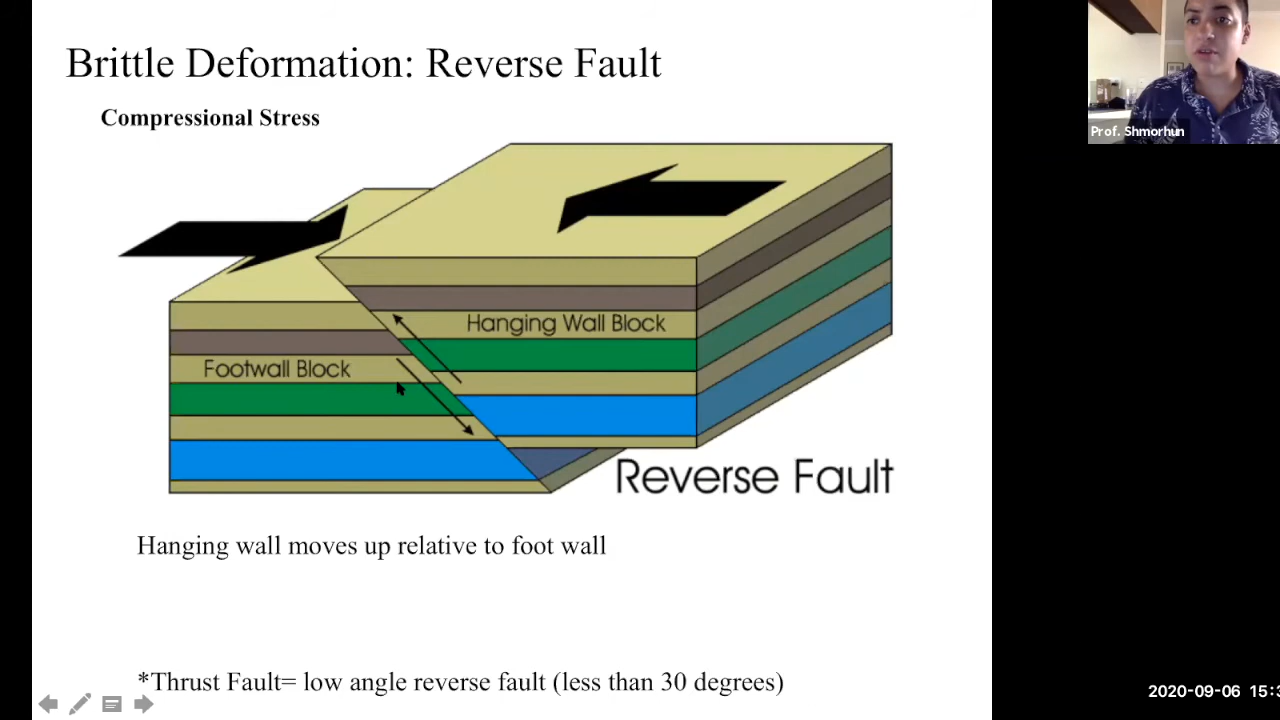 Brittle Deformation: Reverse Fault
Compressional Stress
Prof. Shmorhun
Hanging Wall Block
Footwall Block
Reverse Fault
Hanging wall moves up relative to foot wall
*Thrust Fault= low angle reverse fault (less than 30 degrees)
2020-09-06 15:3